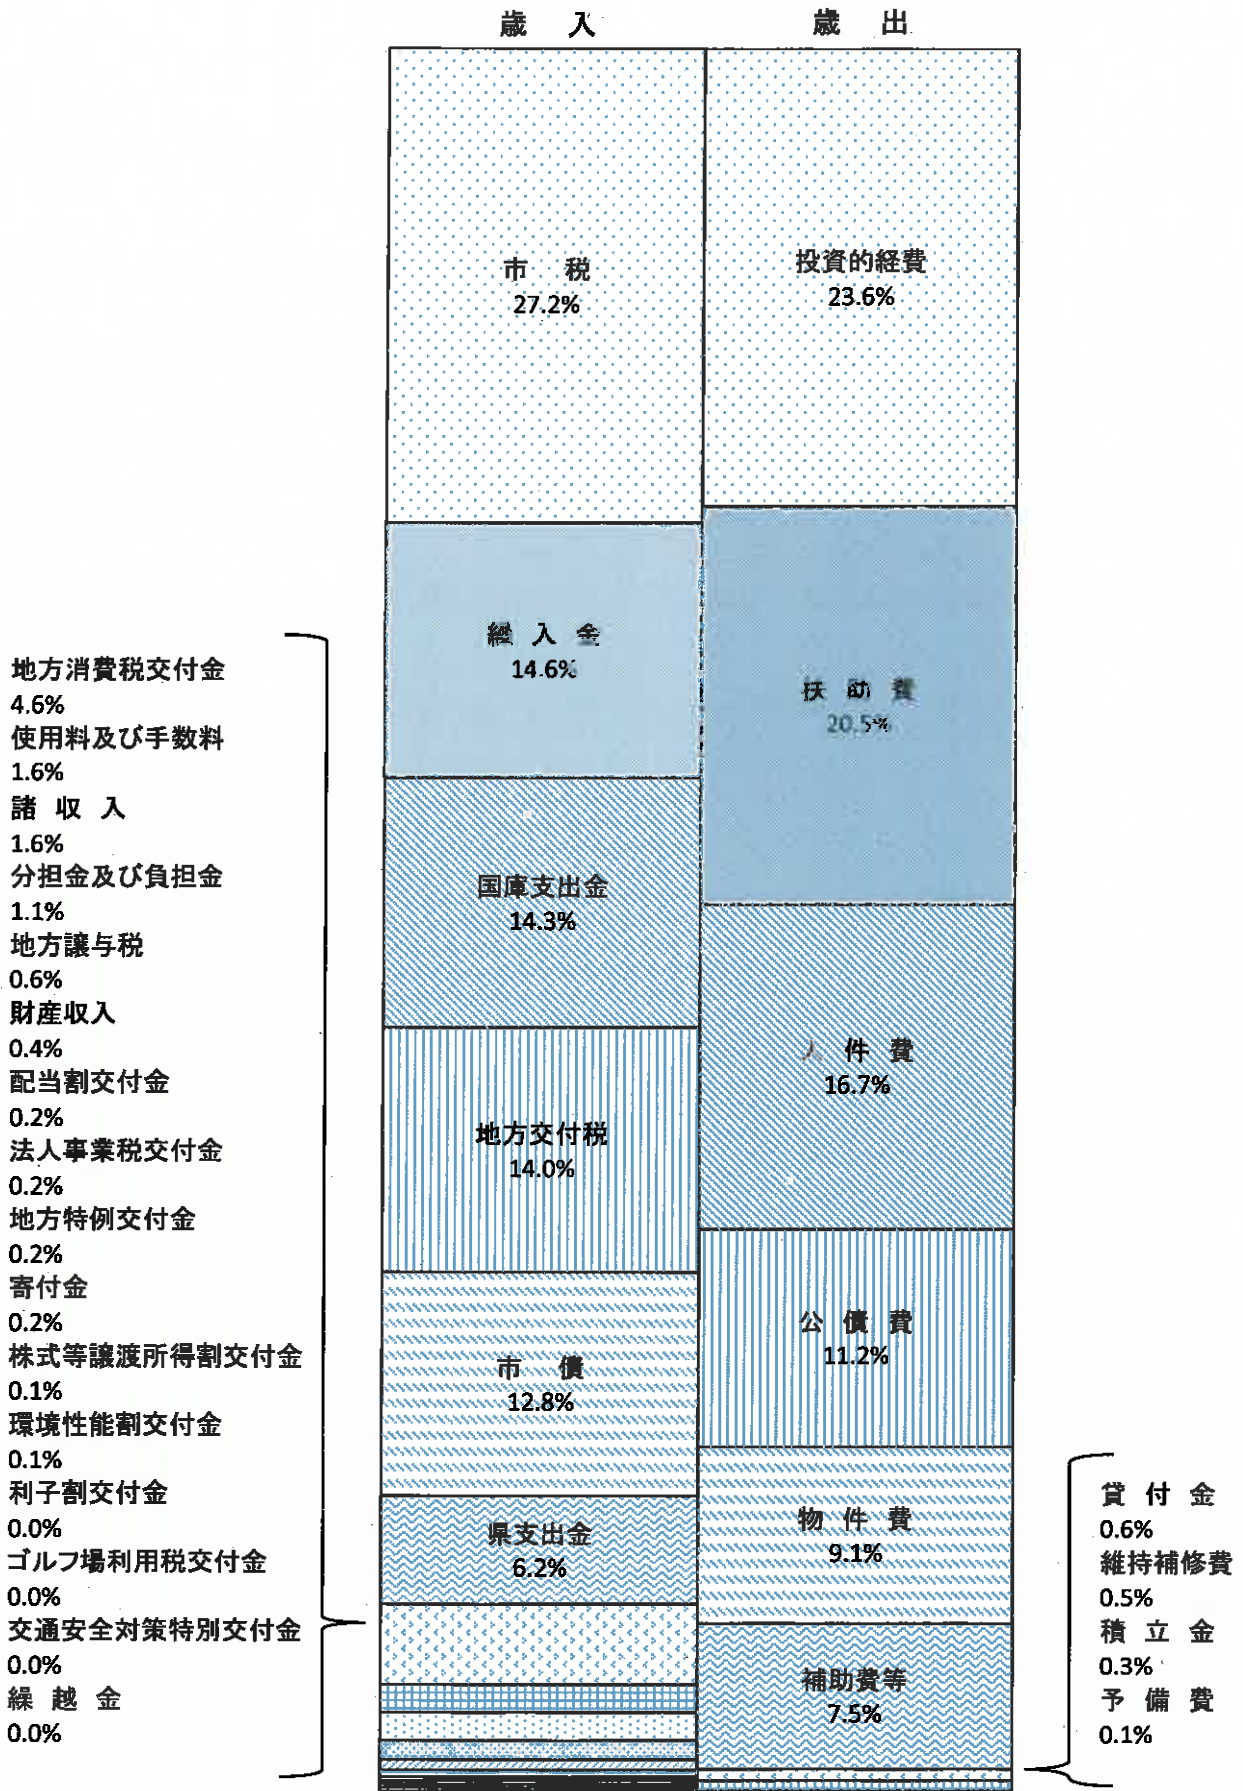 歳 入
歳 出
市 税
27.2%
投資的経費
23.6%
繰 入 金
14.6%
扶 助 費
20.5%
国庫支出金
14.3%
人 件 費
16.7%
地方交付税
14.0%
公 債 費
11.2%
市 債
12.8%
物 件 費
9.1%
県支出金
6.2%
補助費等
7.5%
地方消費税交付金
4.6%
使用料及び手数料
1.6%
諸 収 入
1.6%
分担金及び負担金
1.1%
地方譲与税
0.6%
財産収入
0.4%
配当割交付金
0.2%
法人事業税交付金
0.2%
地方特例交付金
0.2%
寄付金
0.2%
株式等譲渡所得割交付金
0.1%
環境性能割交付金
0.1%
利子割交付金
0.0%
ゴルフ場利用税交付金
0.0%
交通安全対策特別交付金
0.0%
繰 越 金
0.0%
貸 付 金
0.6%
維持補修費
0.5%
積 立 金
0.3%
予 備 費
0.1%